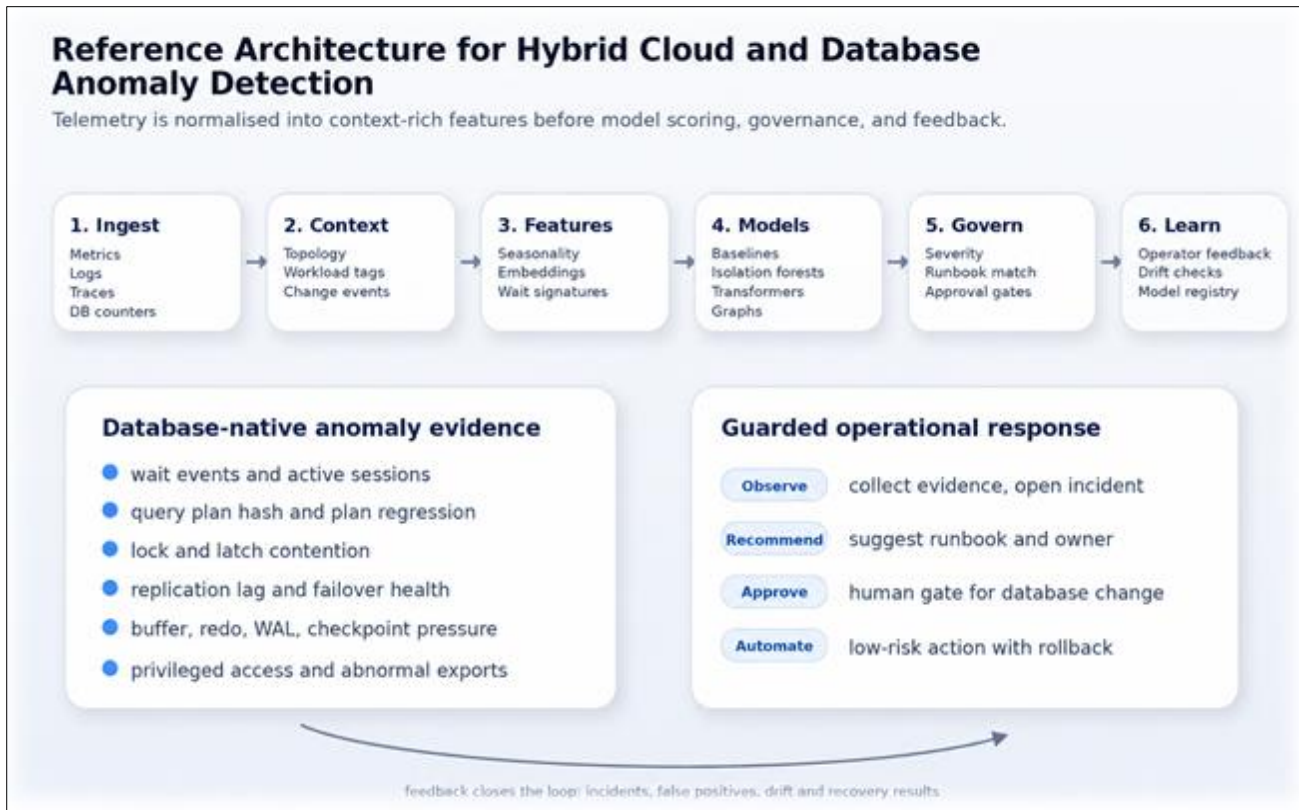 Reference Architecture for Hybrid Cloud and Database
Anomaly Detection
Telemetry is normalised into context-rich features before model scoring, governance, and feedback.
1. Ingest
Metrics
Logs
Traces
DB counters
2. Context
Topology
Workload tags
Change events
3. Features
Seasonality
Embeddings
Wait signatures
4. Models
Baselines
Isolation forests
Transformers
Graphs
5. Govern
Severity
Runbook match
Approval gates
6. Learn
Operator feedback
Drift checks
Model registry
Database-native anomaly evidence
wait events and active sessions
query plan hash and plan regression
lock and latch contention
replication lag and failover health
buffer, redo, WAL, checkpoint pressure
privileged access and abnormal exports
Guarded operational response
Observe collect evidence, open incident
Recommend suggest runbook and owner
Approve human gate for database change
Automate low-risk action with rollback
feedback closes the loop: incidents, false positives, drift and recovery results